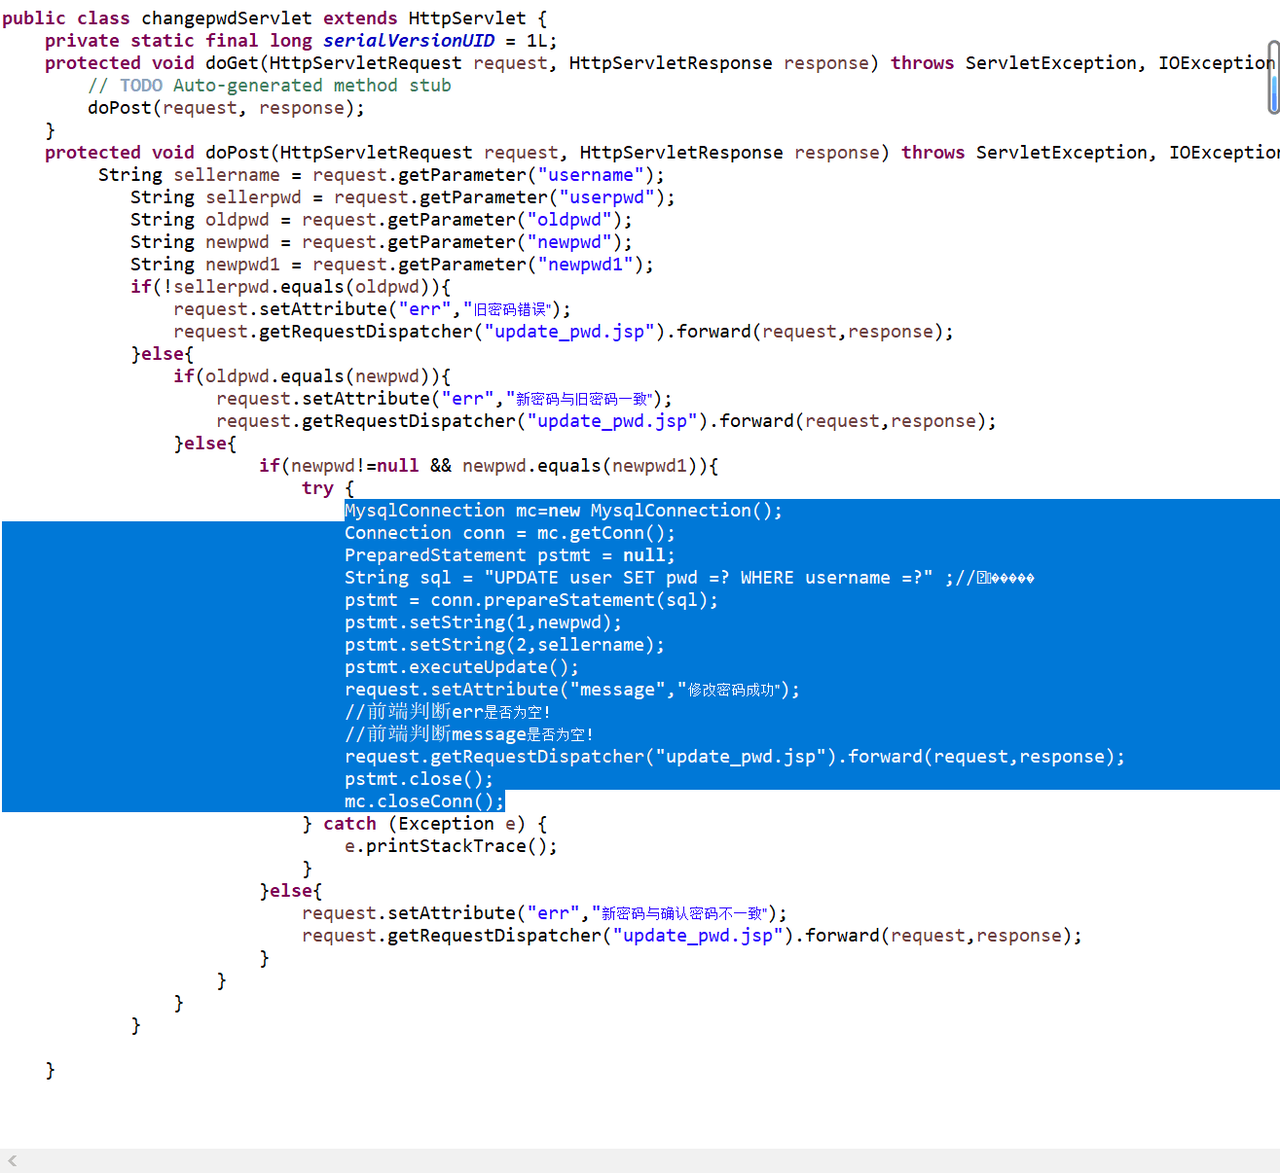 public class changepwdServlet extends HttpServlet {
private static final long serialVersionUID = 1L;
protected void doGet(HttpServletRequest request, HttpServletResponse response) throws ServletException, IOException
// TODO Auto-generated method stub
doPost(request, response);
}
protected void doPost(HttpServletRequest request, HttpServletResponse response) throws ServletException, IOException
String sellername = request.getParameter("username");
String sellerpwd = request.getParameter("userpwd");
String oldpwd = request.getParameter("oldpwd");
String newpwd = request.getParameter("newpwd");
String newpwd1 = request.getParameter("newpwd1");
if(!sellerpwd.equals(oldpwd)){
request.setAttribute("err","旧密码错误");
request.getRequestDispatcher("update_pwd.jsp").forward(request,response);
}else{
if(oldpwd.equals(newpwd)){
request.setAttribute("err","新密码与旧密码一致");
request.getRequestDispatcher("update_pwd.jsp").forward(request,response);
}else{
if(newpwd!=null && newpwd.equals(newpwd1)){
try {
MysqlConnection mc=new MysqlConnection();
Connection conn = mc.getConn();
PreparedStatement pstmt = null;
String sql = "UPDATE user SET pwd =? WHERE username =?" ;//
pstmt = conn.prepareStatement(sql);
pstmt.setString(1,newpwd);
pstmt.setString(2,sellername);
pstmt.executeUpdate();
request.setAttribute("message","修改密码成功");
//前端判断err是否为空!
//前端判断message是否为空!
request.getRequestDispatcher("update_pwd.jsp").forward(request,response);
pstmt.close();
mc.closeConn();
} catch (Exception e) {
e.printStackTrace();
}
}else{
request.setAttribute("err","新密码与确认密码不一致");
request.getRequestDispatcher("update_pwd.jsp").forward(request,response);
}
}
}
}
}